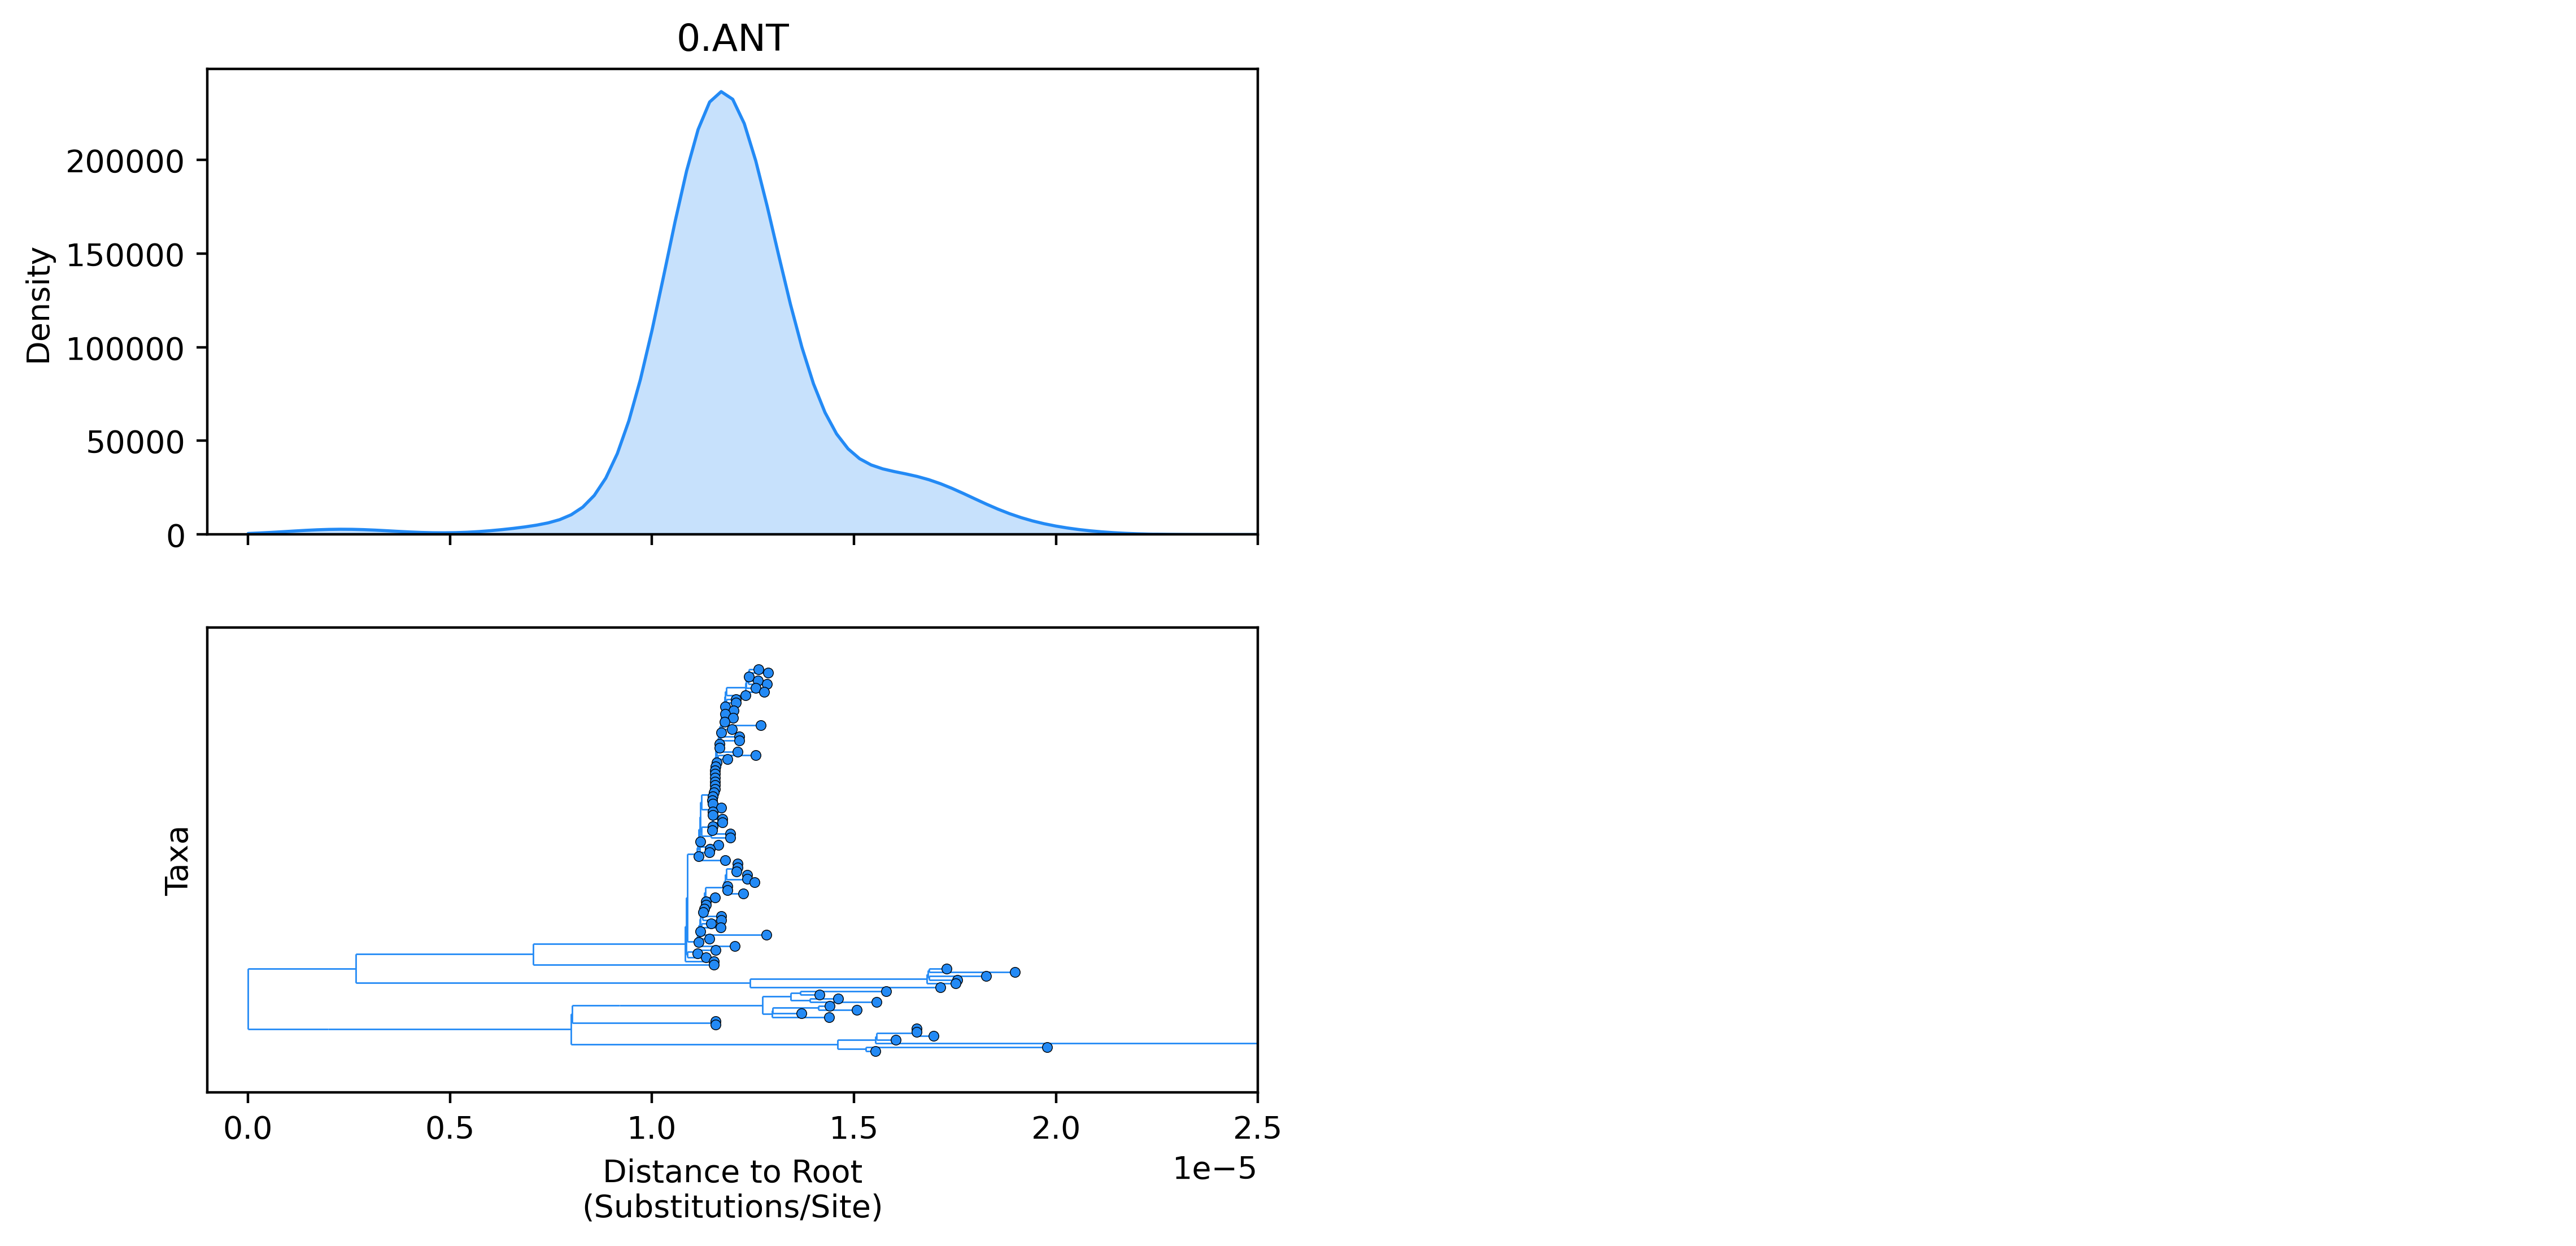 0.ANT
Density
200000
150000
100000
50000
0
Taxa
0.0 0.5 1.0 1.5 2.0 2.5
1e−5
Distance to Root
(Substitutions/Site)